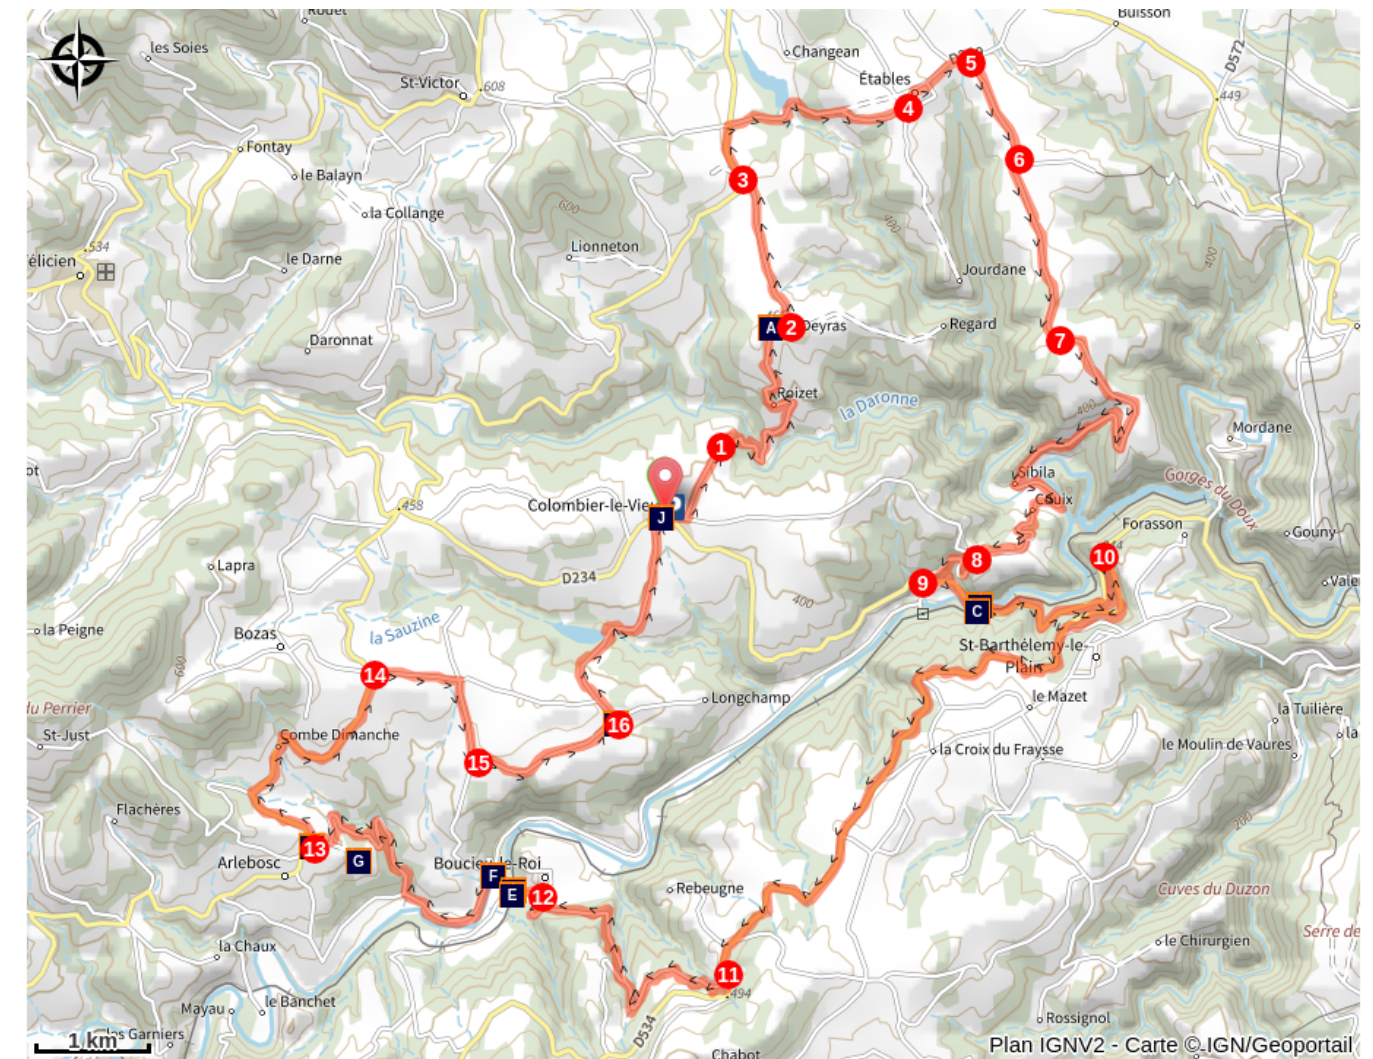 Rodet
Buisson
les Soies
Changean
D572
5
St-Victor
.608
Étables
4
.449
Fontay
6
le Balayn
3
la Collange
600
400
.534
Lionneton
400
élicien
le Darne
Jourdane
A
2
Deyras
Regard
Daronnat
7
Roizet
la Daronne
400
Mordane
1
Sibila
Gorges du Doux
Colombier-le-Vieux
.458
J
Forasson
Gouny
8
10
Lapra
D234
9
400
C
la Peigne
Bozas
la Sauzine
St-Barthélemy-le-
Plain
600
14
Longchamp
le Mazet
du Perrier
16
la Tuilière
St-Just
Combe Dimanche
la Croix du Fraysse
le Moulin de Vaures
la
15
Flachères
200
13
G
Arlebosc
Boucieu-le-Roi
F
E
12
Rebeugne
Cuves du Duzon
Serre de
la Chaux
le Chirurgien
11
.494
Mayau
le Banchet
D534
Rossignol
1 km
les Garniers
Chabot
Plan IGNV2 - Carte © IGN/Geoportail